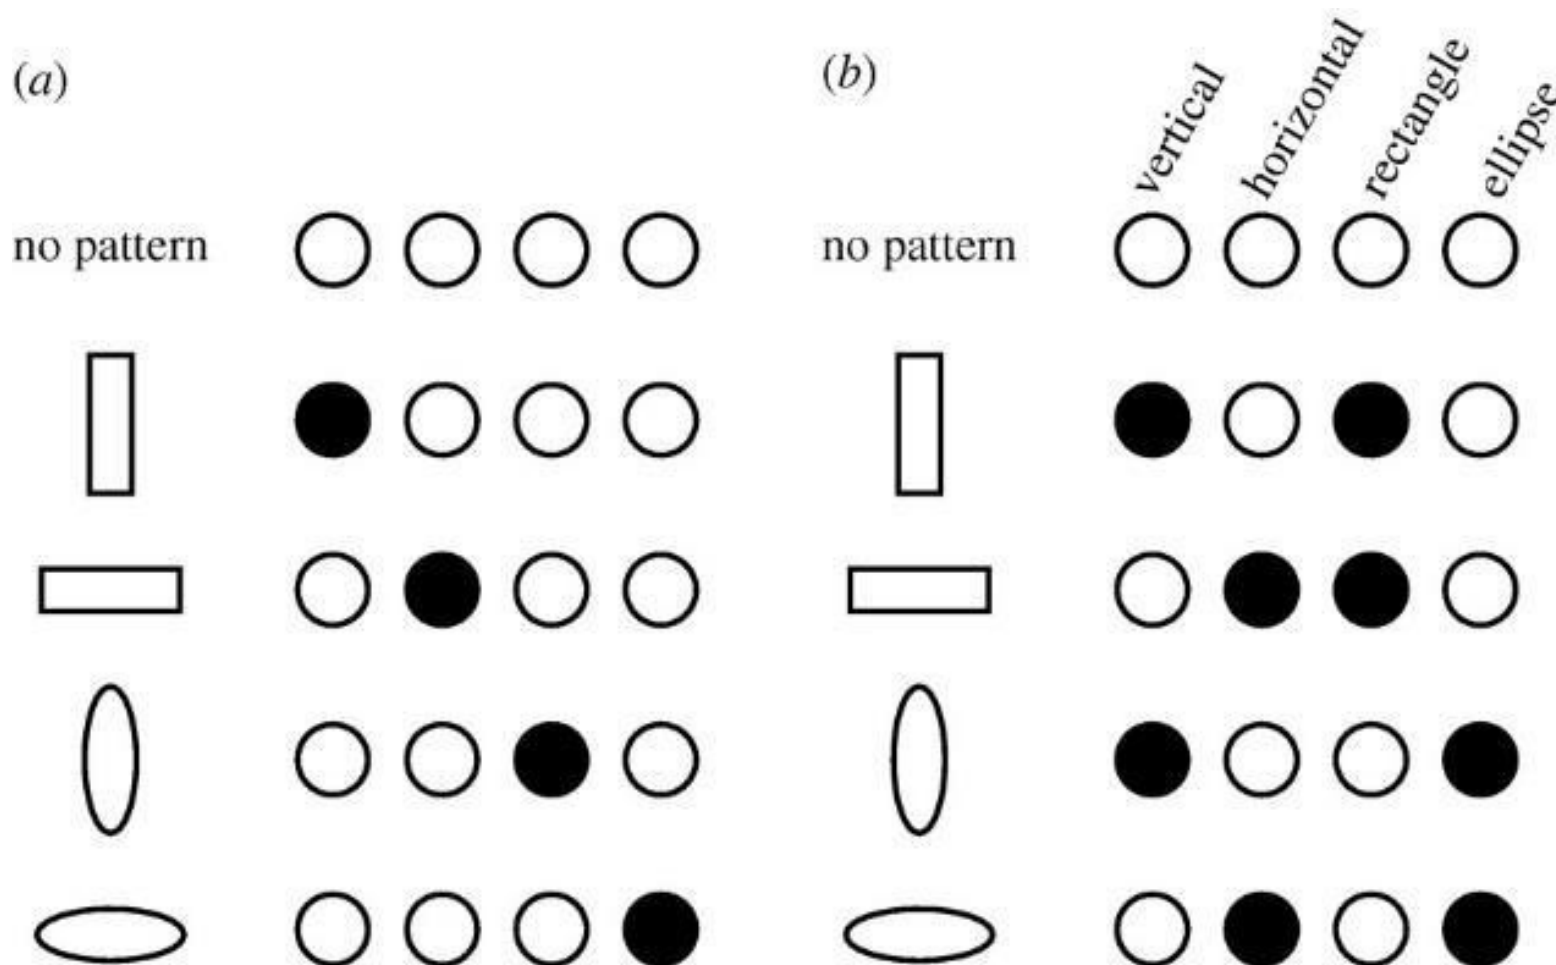 (a)
no pattern
(b)
vertical
horizontal
rectangle
ellipse
no pattern